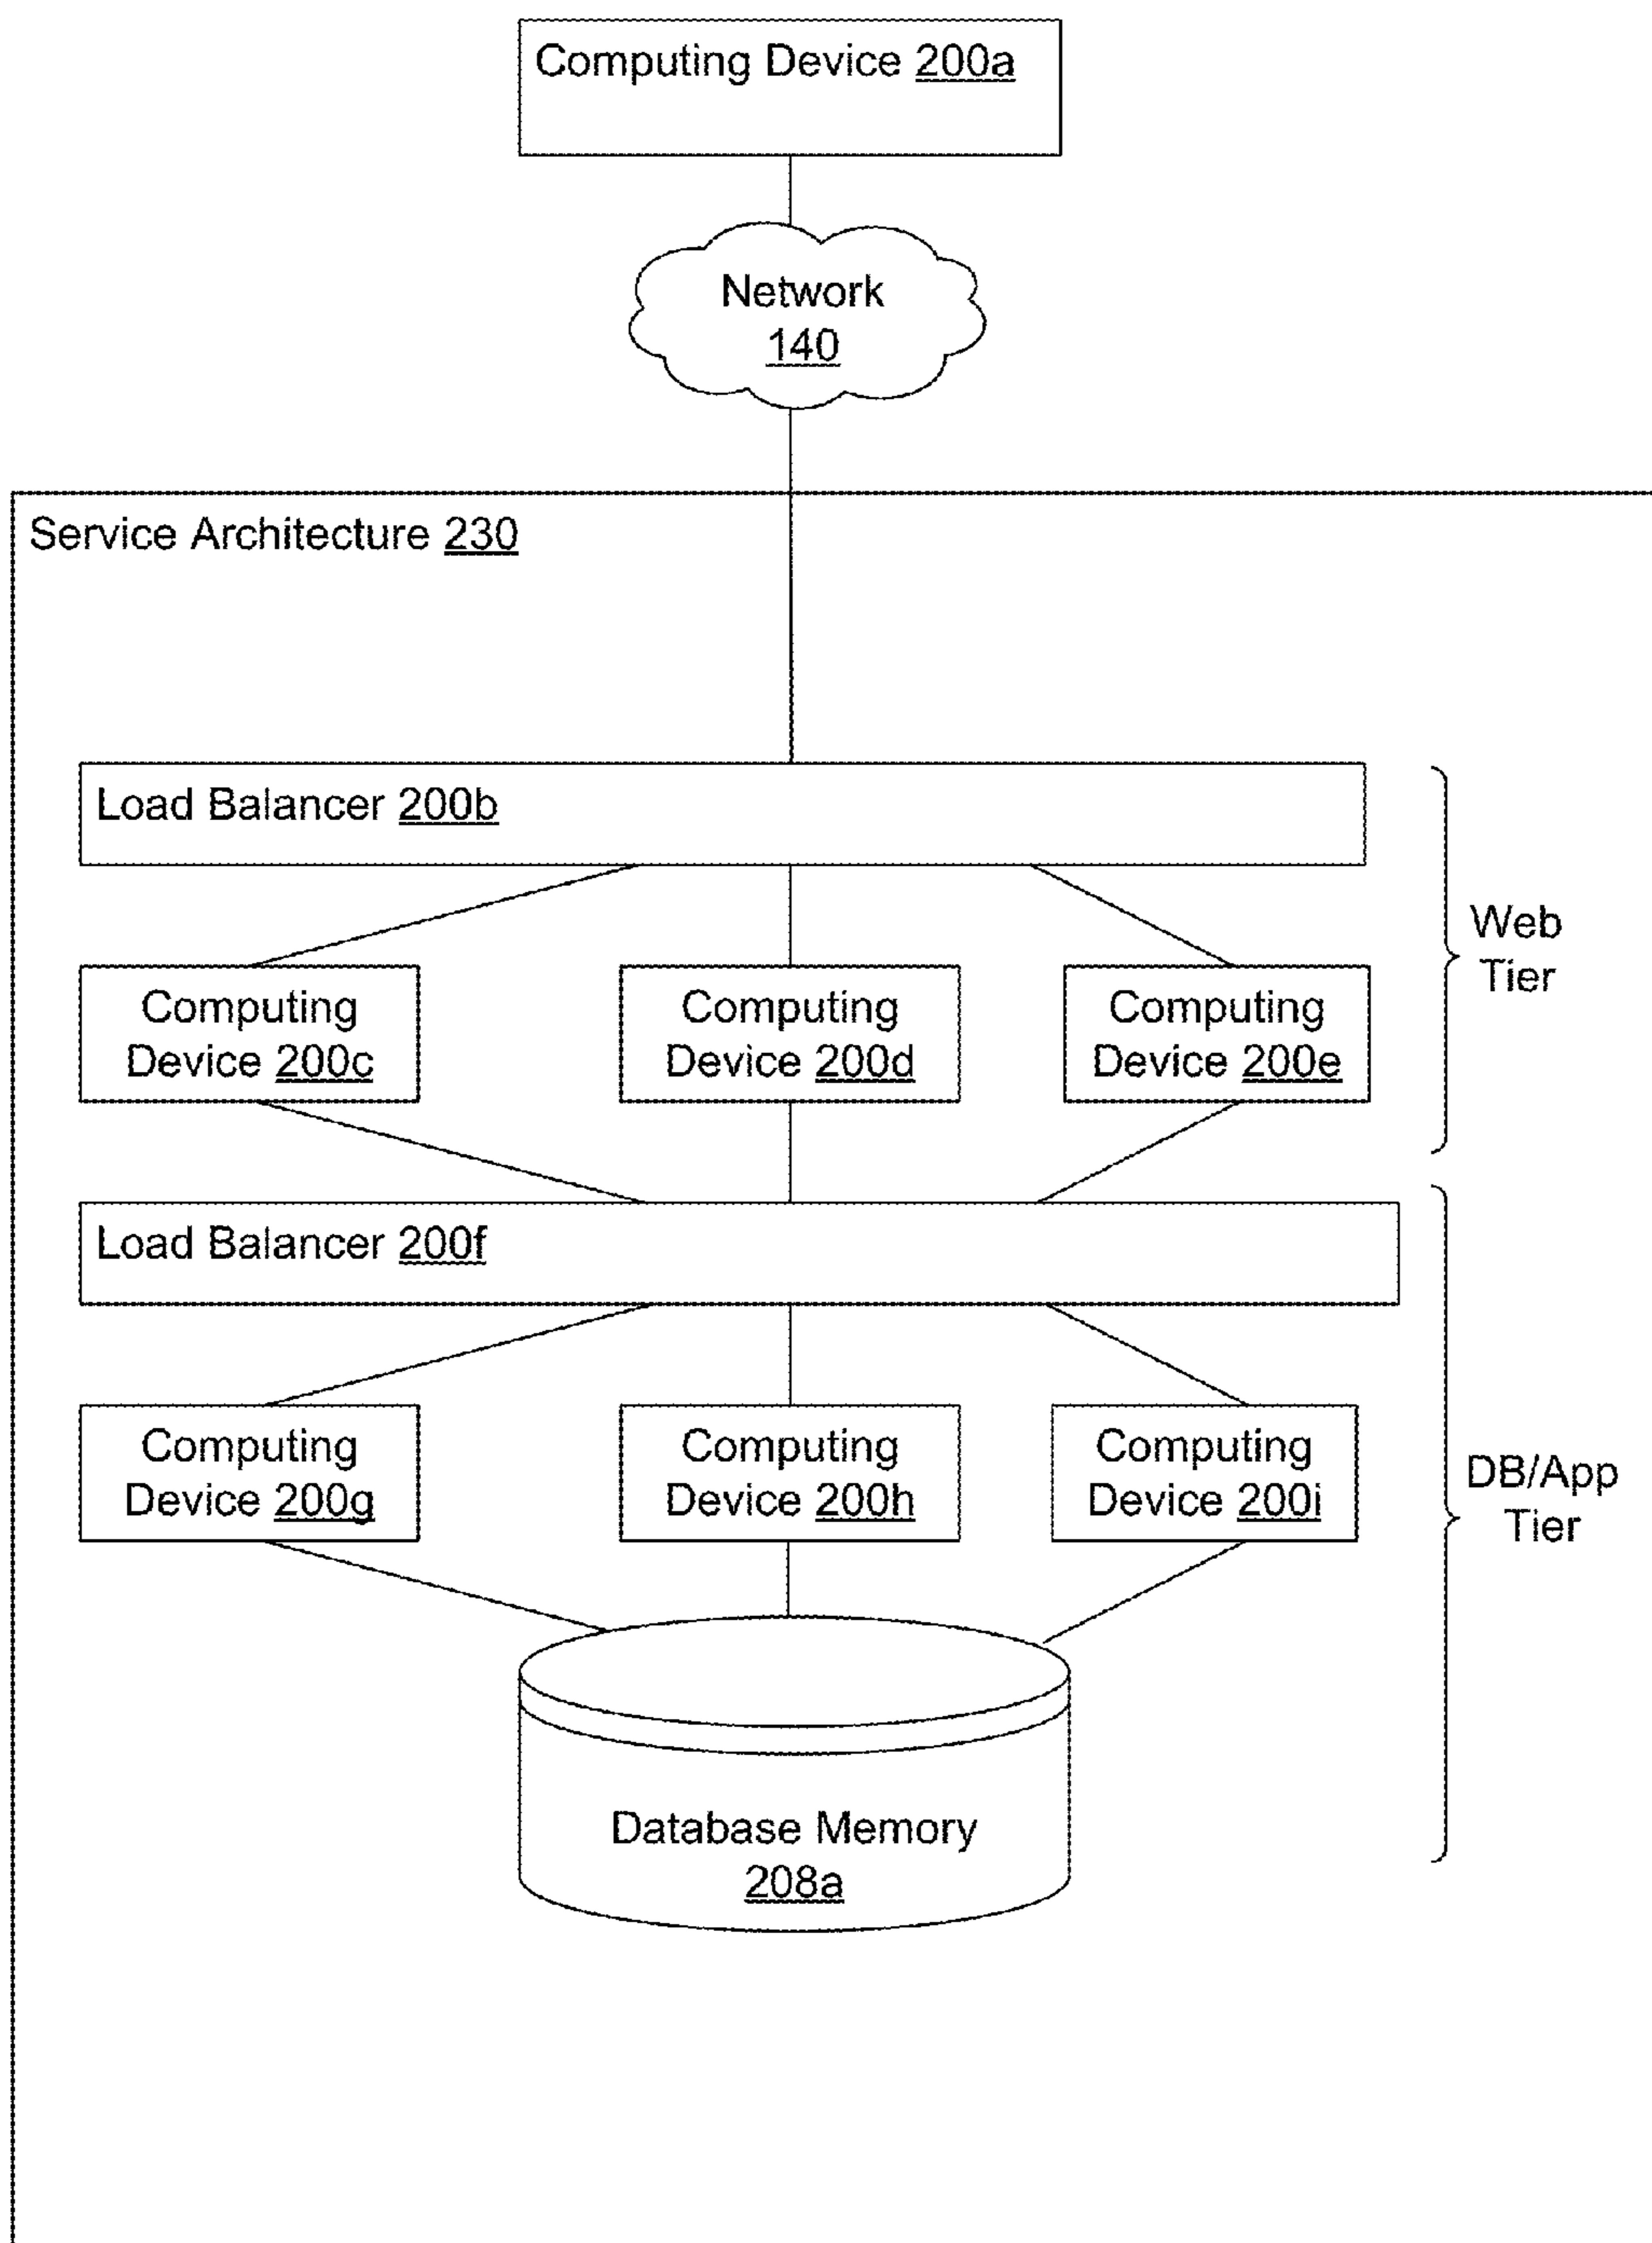 Computing Device 200a
Network
140
Service Architecture 230
Load Balancer 200b
Web
Tier
Computing
Device 200c
Computing
Device 200d
Computing
Device 200e
Load Balancer 200f
Computing
Device 200g
Computing
Device 200h
Computing
Device 200i
DB/App
Tier
Database Memory
208a